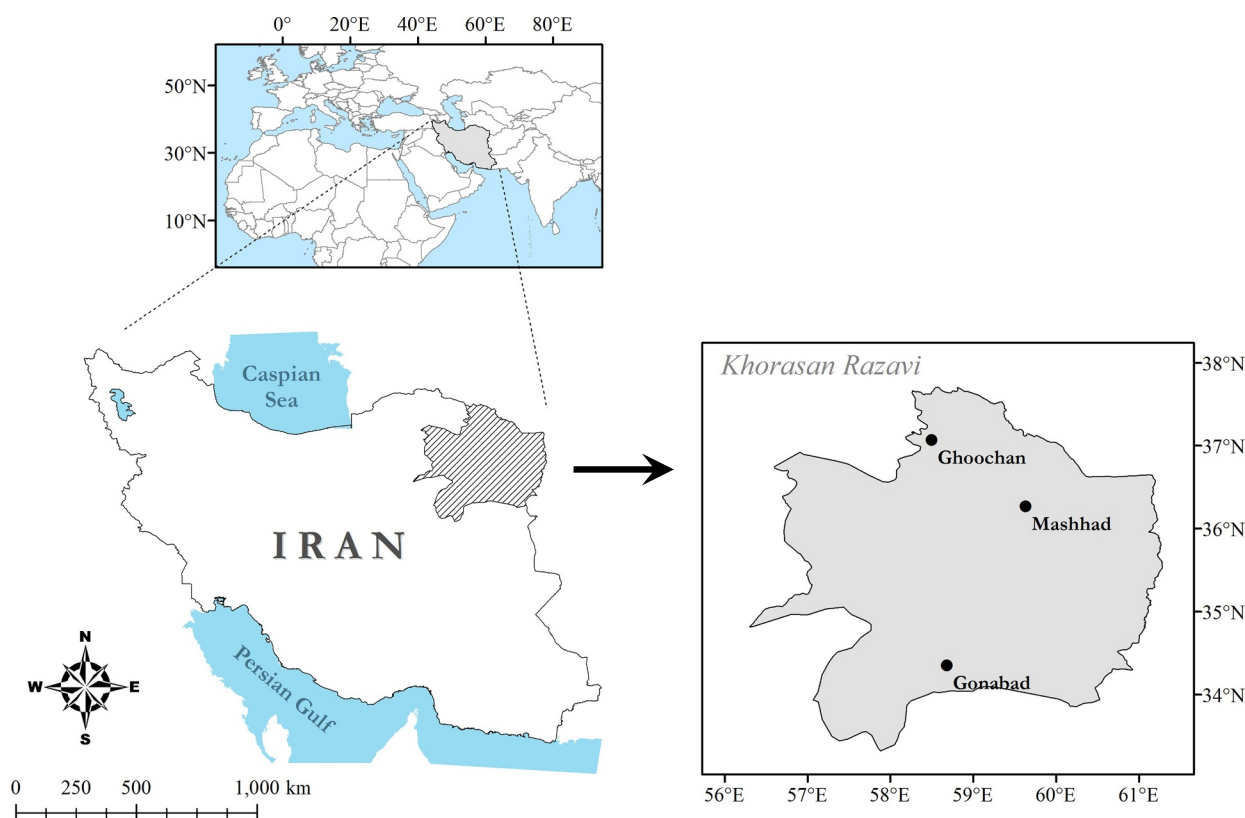 0° 20°E 40°E 60°E 80°E
50°N
30°N
10°N
Caspian
Sea
IRAN
Persian Gulf
N
W E
S
0 250 500 1,000 km
Khorasan Razavi
38°N
37°N
36°N
35°N
34°N
Ghoochan
Mashhad
Gonabad
56°E 57°E 58°E 59°E 60°E 61°E